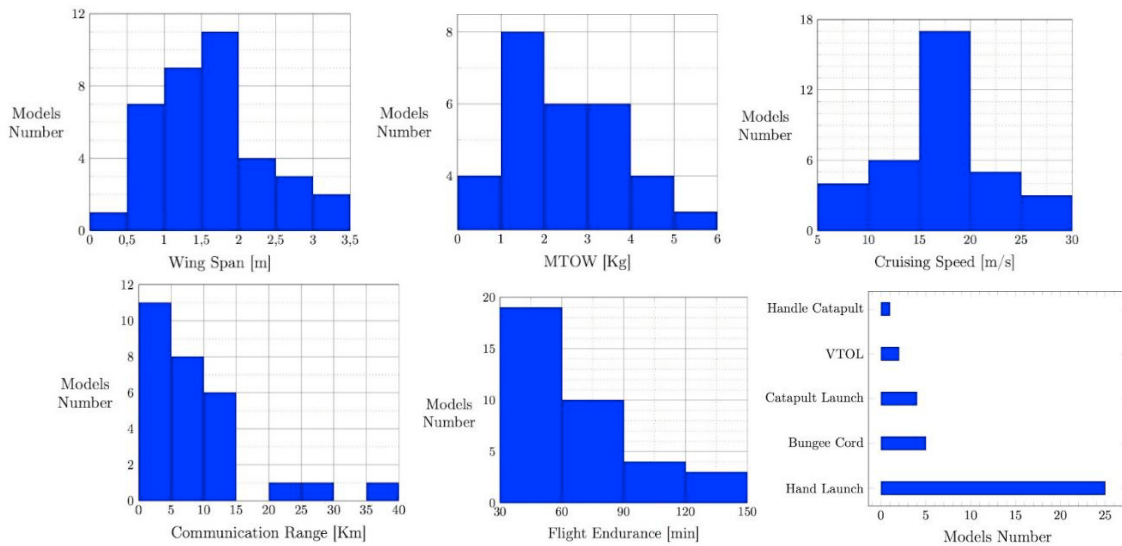 12
8
4
0
Models
Number
0 0,5 1 1,5 2 2,5 3 3,5
Wing Span [m]
8
6
4
Models
Number
0 1 2 3 4 5 6
MTOW [Kg]
18
12
6
0
Models
Number
5 10 15 20 25 30
Cruising Speed [m/s]
12
10
8
6
4
2
0
Models
Number
0 5 10 15 20 25 30 35 40
Communication Range [Km]
20
15
10
5
0
Models
Number
30 60 90 120 150
Flight Endurance [min]
Handle Catapult
VTOL
Catapult Launch
Bungee Cord
Hand Launch
0 5 10 15 20 25
Models Number